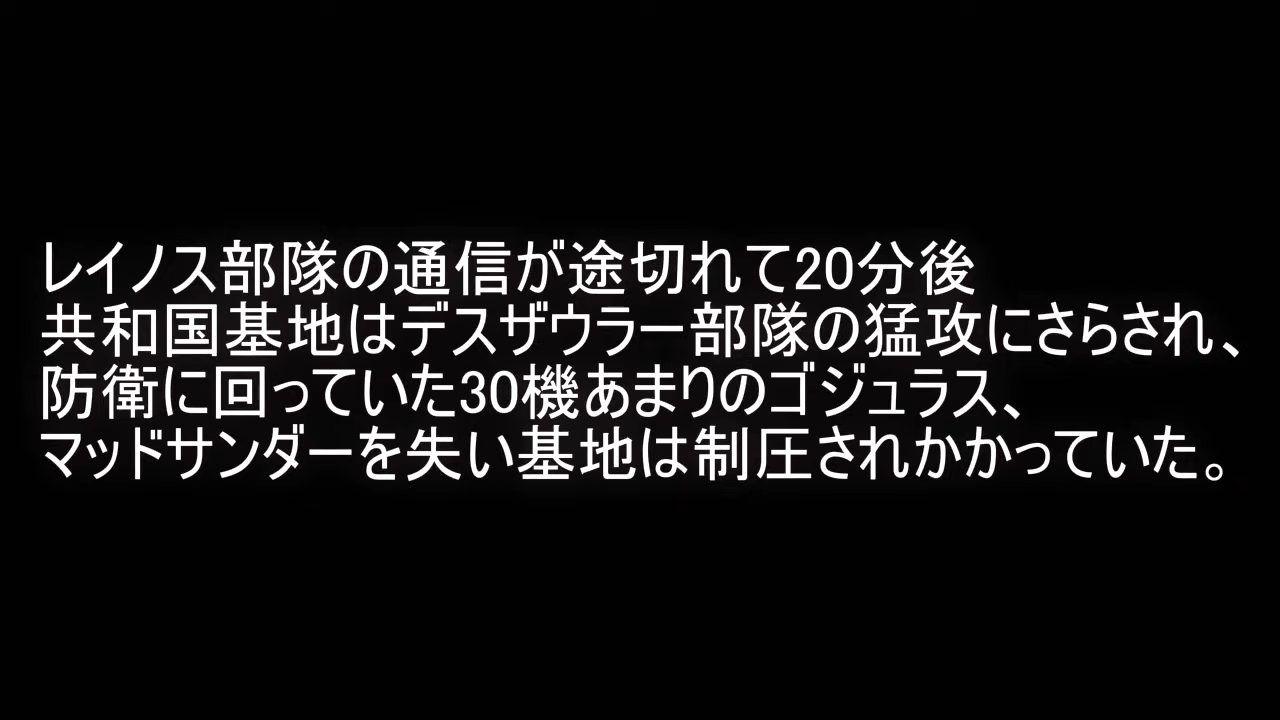 レイノス部隊の通信が途切れて20分後
共和国基地はデスザウラー部隊の猛攻にさらされ、
防衛に回っていた30機あまりのゴジュラス、
マッドサンダーを失い基地は制圧されかかっていた。